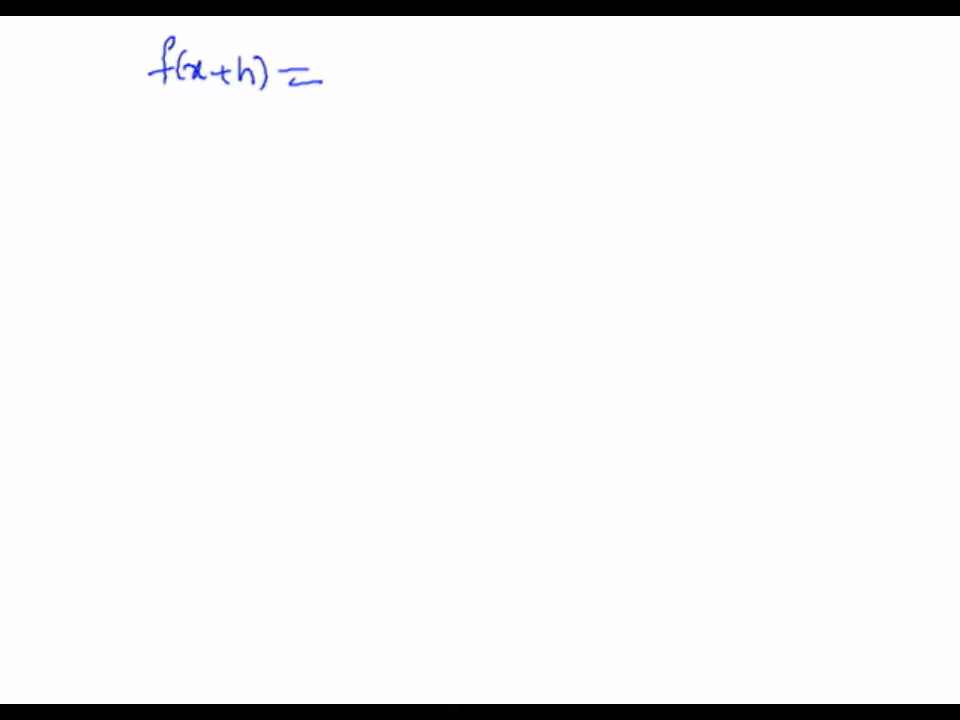 f(x+h) =